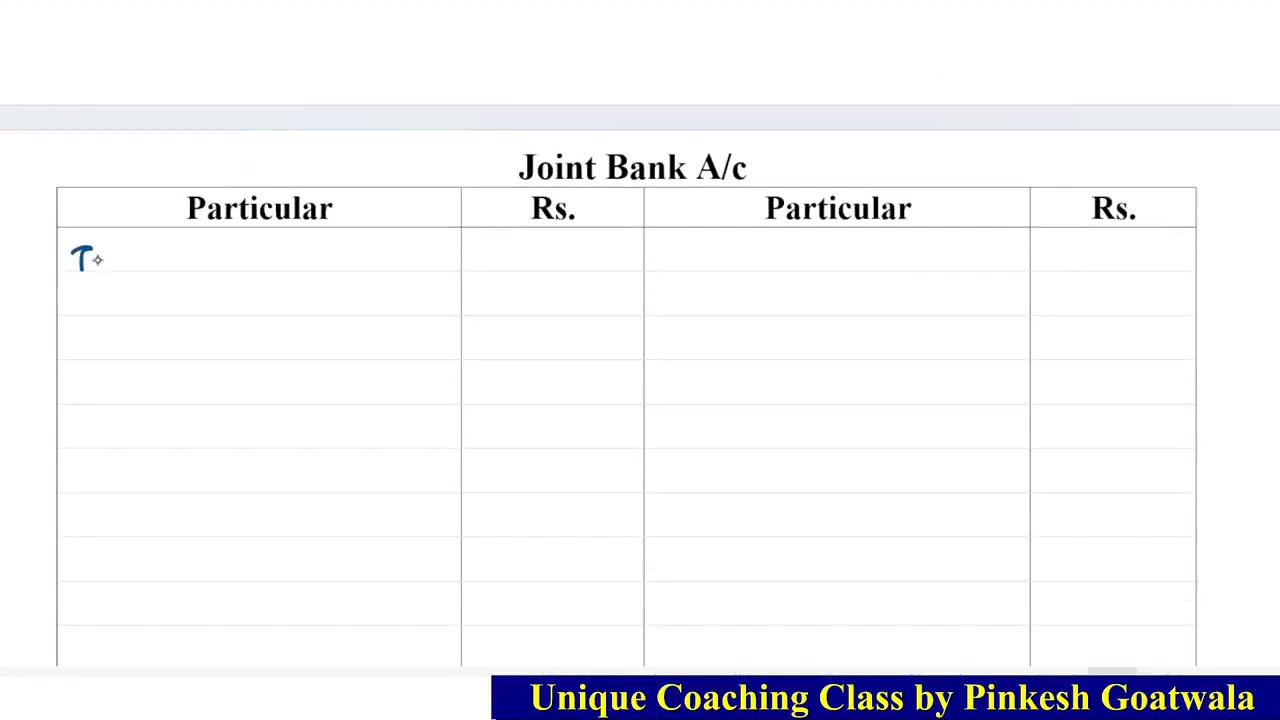 Joint Bank A/c
Particular Rs. Particular Rs.
T
Unique Coaching Class by Pinkesh Goatwala